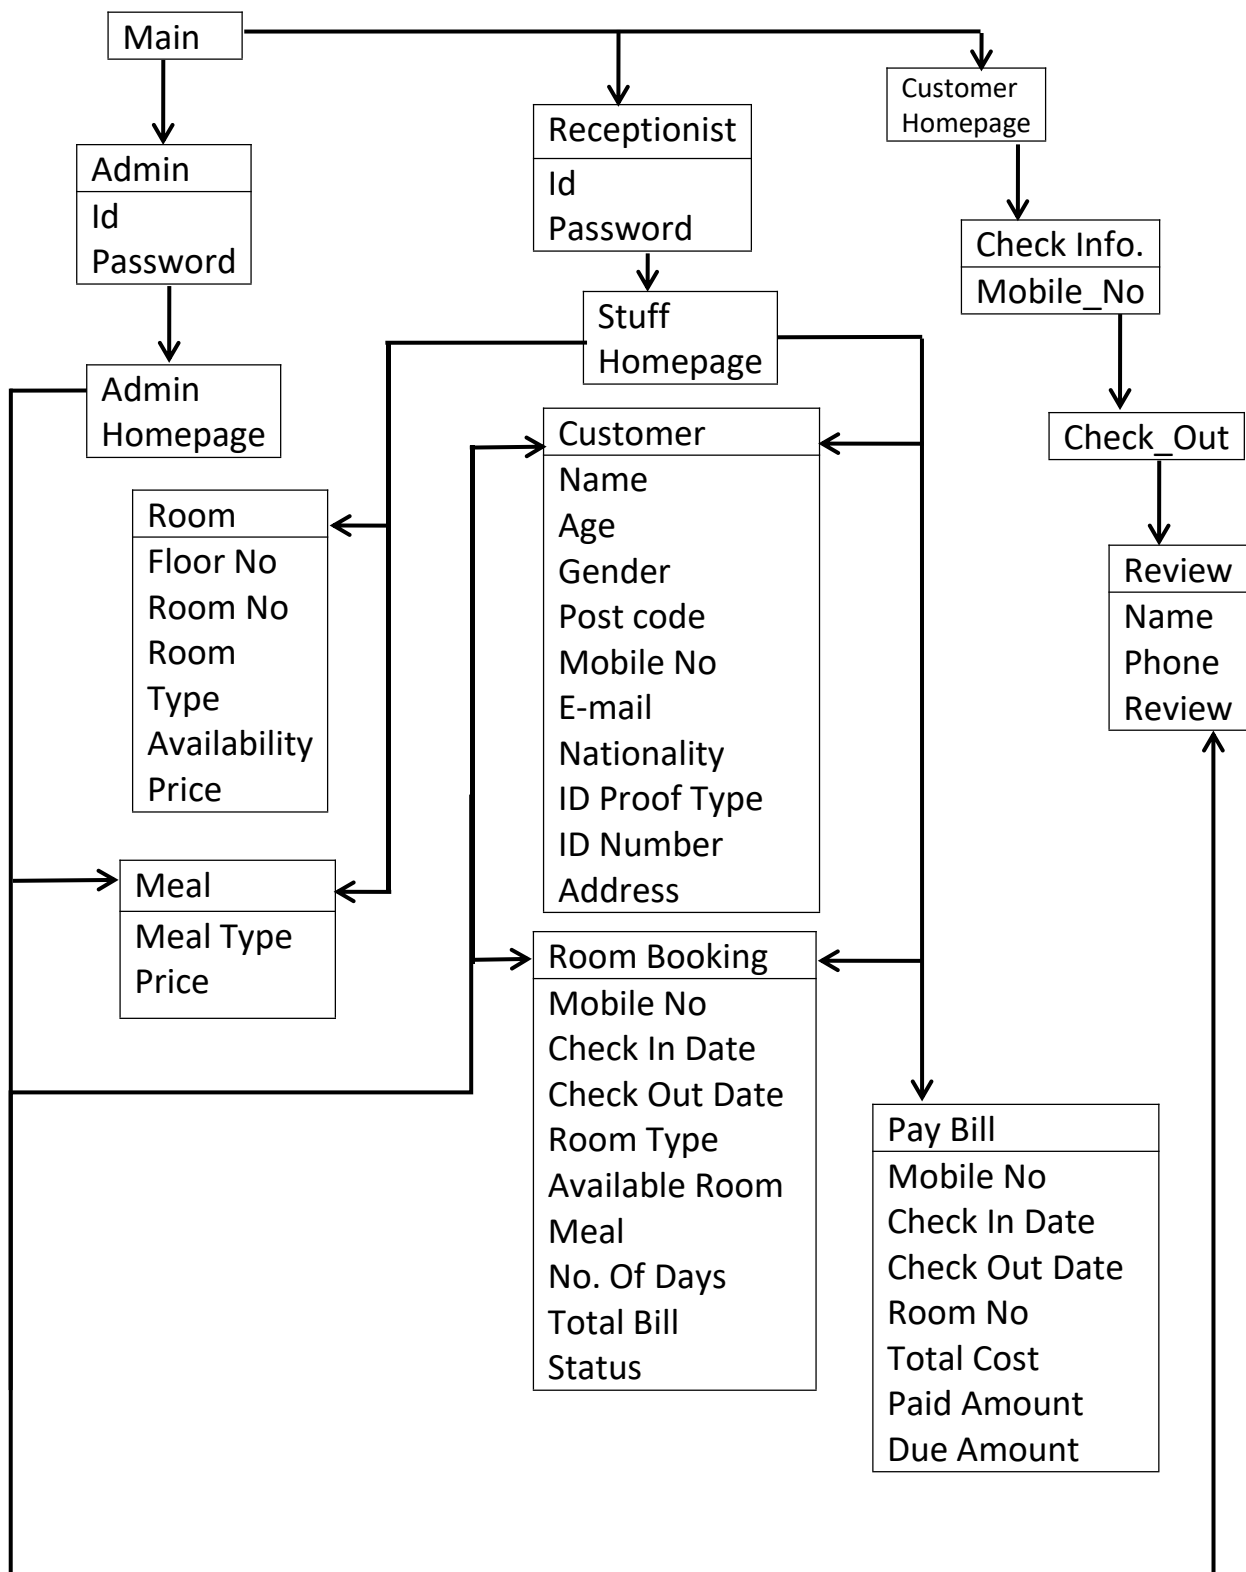 Main
Admin
Id
Password
Admin
Homepage
Receptionist
Id
Password
Stuff
Homepage
Customer
Homepage
Check Info.
Mobile_No
Check_Out
Review
Name
Phone
Review
Room
Floor No
Room No
Room
Type
Availability
Price
Meal
Meal Type
Price
Customer
Name
Age
Gender
Post code
Mobile No
E-mail
Nationality
ID Proof Type
ID Number
Address
Room Booking
Mobile No
Check In Date
Check Out Date
Room Type
Available Room
Meal
No. Of Days
Total Bill
Status
Pay Bill
Mobile No
Check In Date
Check Out Date
Room No
Total Cost
Paid Amount
Due Amount